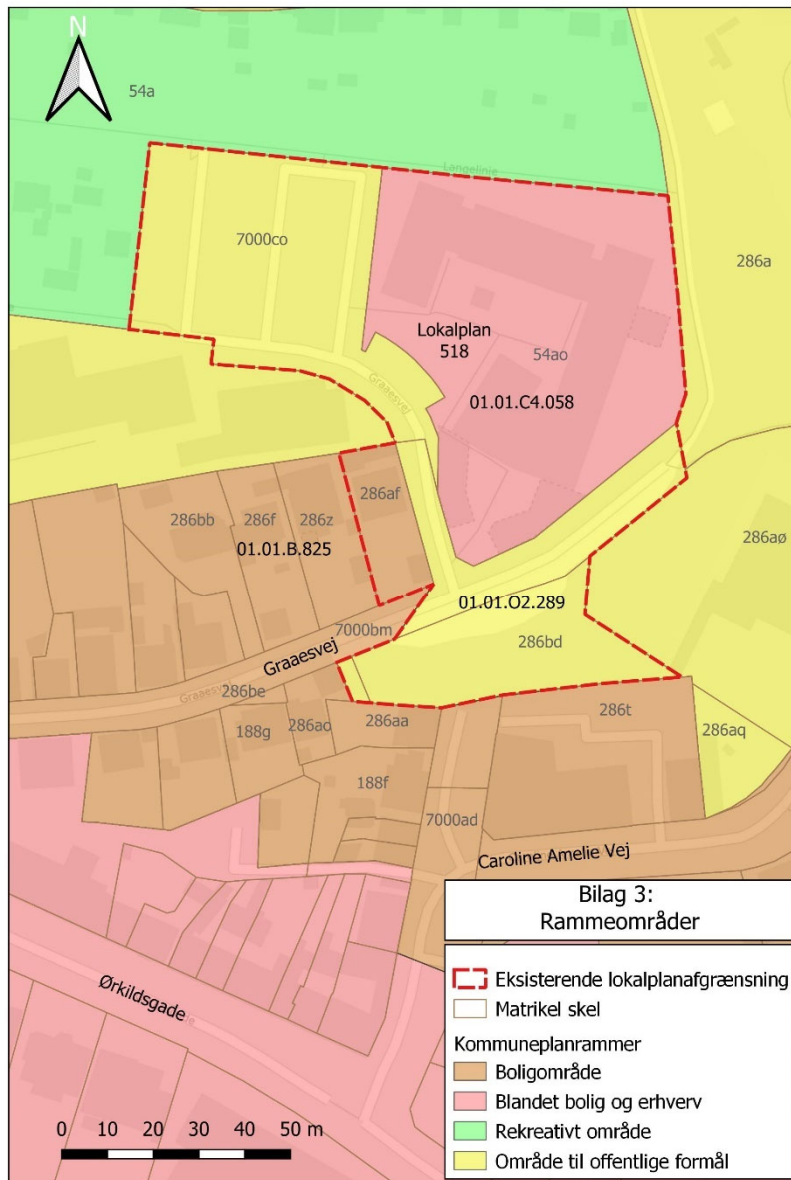 N
54a
Langelinie
7000co
286a
Lokalplan
518
54ao
Graaesvej
01.01.C4.058
286af
286bb
286f
286z
286aø
01.01.B.825
01.01.O2.289
7000bm
286bd
Graaesvej
Graaesvej
286be
286t
286aa
286ao
188g
286aq
188f
7000ad
Caroline Amelie Vej
Bilag 3:
Rammeområder
Ørkildsgade
Eksisterende lokalplanafgrænsning
Matrikel skel
Kommuneplanrammer
Boligområde
Blandet bolig og erhverv
Rekreativt område
Område til offentlige formål
0 10 20 30 40 50 m